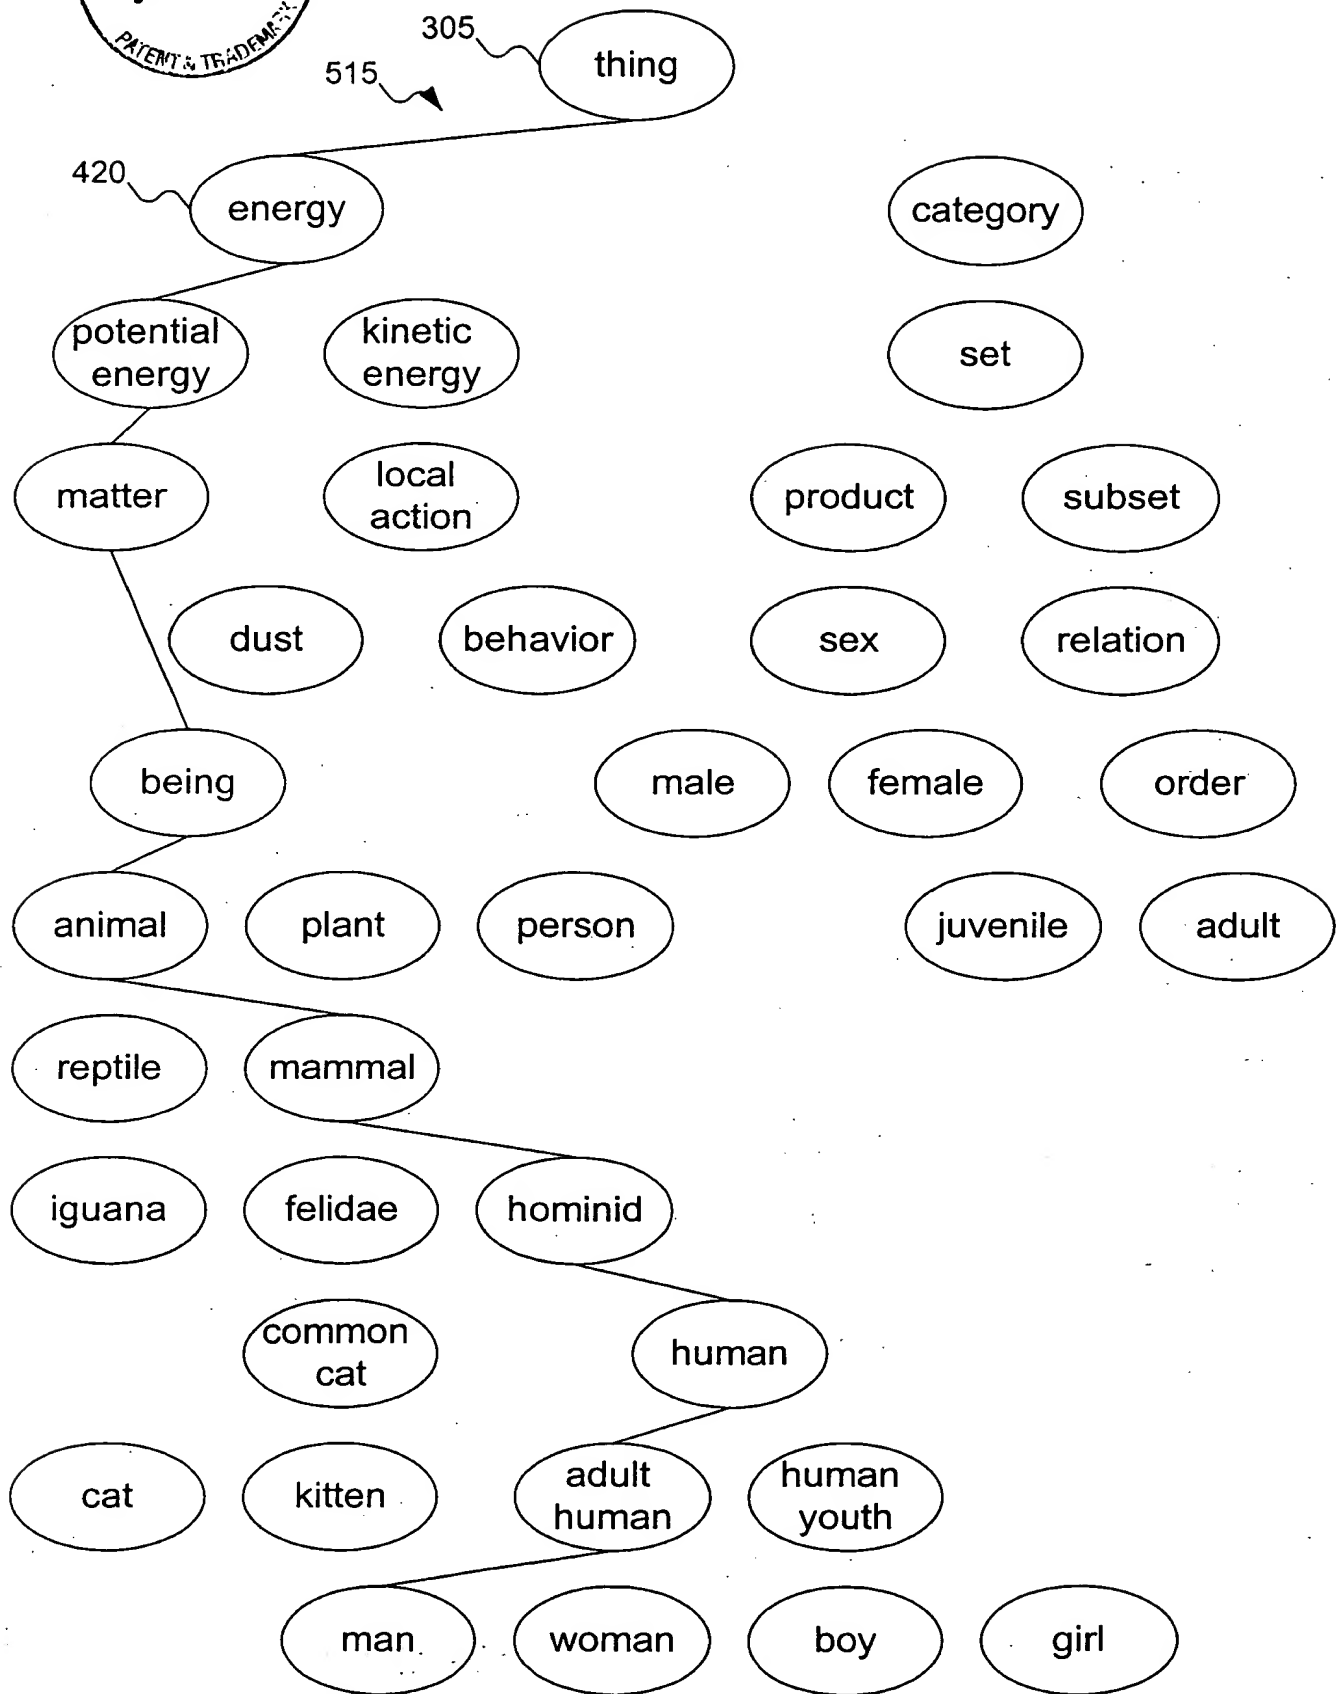 PATENT & TRADEMARK
305
thing
515
420
energy
category
potential
energy
kinetic
energy
set
matter
local
action
product
subset
dust
behavior
sex
relation
being
male
female
order
animal
plant
person
juvenile
adult
reptile
mammal
iguana
felidae
hominid
common
cat
human
cat
kitten
adult
human
human
youth
man
woman
boy
girl